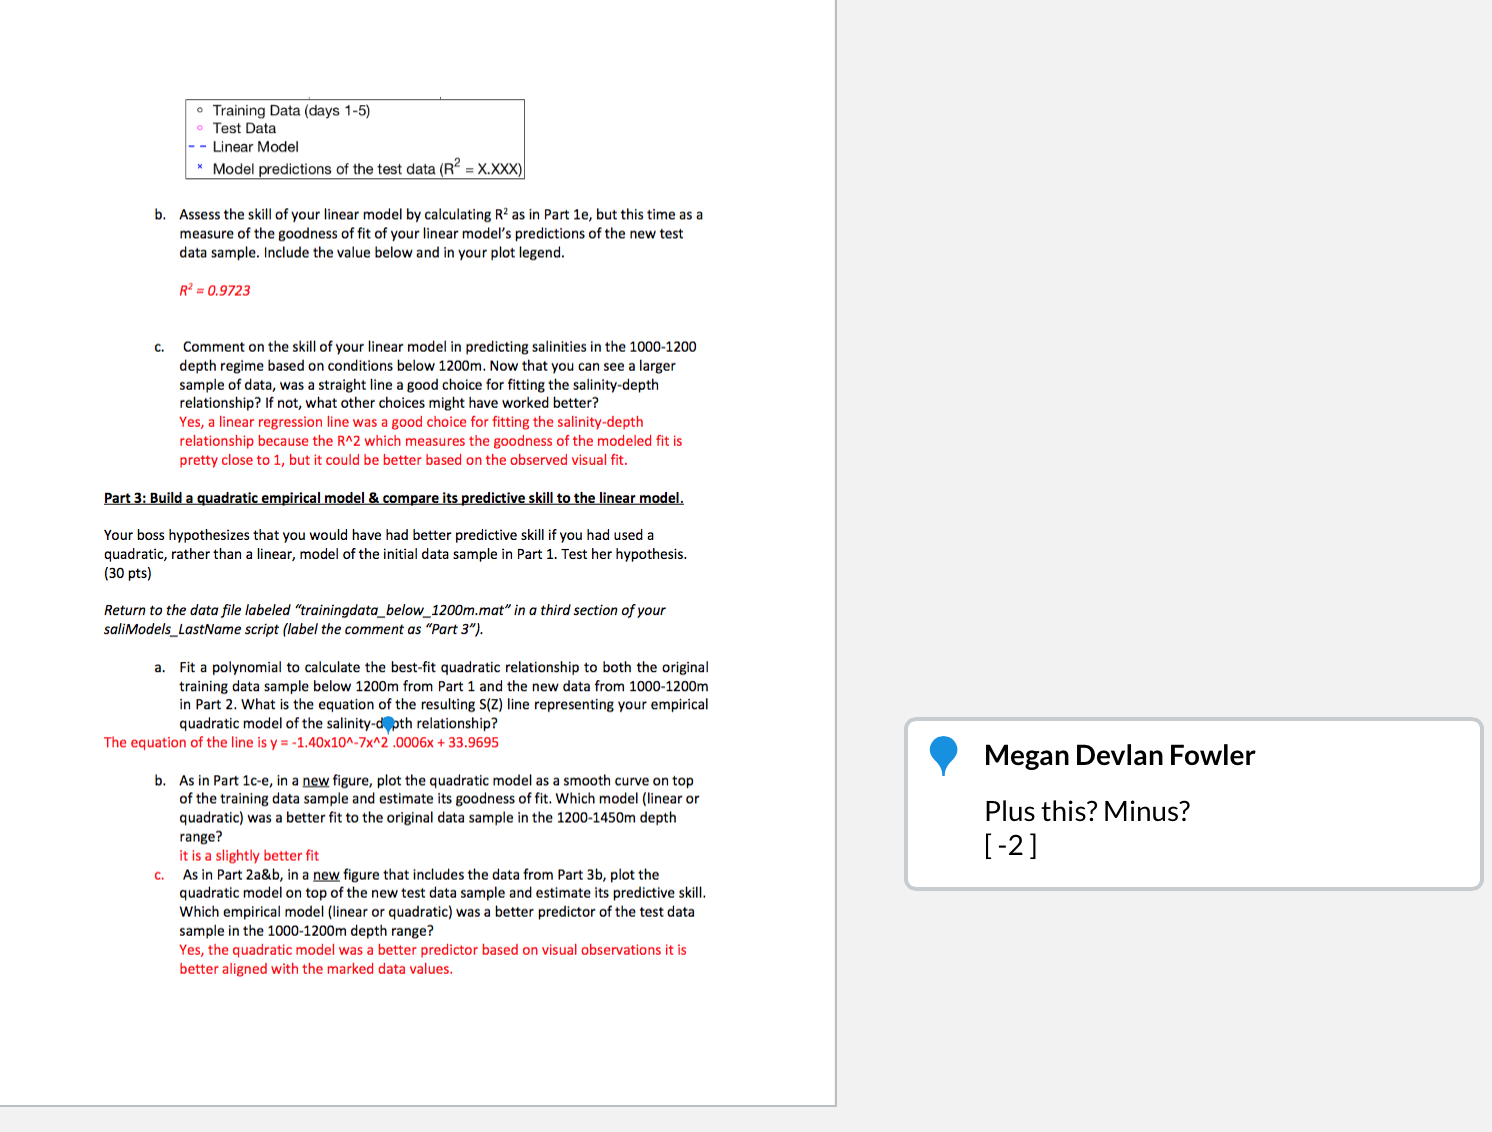 Training Data (days 1-5)
Test Data
Linear Model
Model predictions of the test data (R² = X.XXX)
b. Assess the skill of your linear model by calculating R² as in Part 1e, but this time as a
measure of the goodness of fit of your linear model's predictions of the new test
data sample. Include the value below and in your plot legend.
R² = 0.9723
c. Comment on the skill of your linear model in predicting salinities in the 1000-1200
depth regime based on conditions below 1200m. Now that you can see a larger
sample of data, was a straight line a good choice for fitting the salinity-depth
relationship? If not, what other choices might have worked better?
Yes, a linear regression line was a good choice for fitting the salinity-depth
relationship because the R^2 which measures the goodness of the modeled fit is
pretty close to 1, but it could be better based on the observed visual fit.
Part 3: Build a quadratic empirical model & compare its predictive skill to the linear model.
Your boss hypothesizes that you would have had better predictive skill if you had used a
quadratic, rather than a linear, model of the initial data sample in Part 1. Test her hypothesis.
(30 pts)
Return to the data file labeled "trainingdata_below_1200m.mat" in a third section of your
saliModels_LastName script (label the comment as "Part 3").
a. Fit a polynomial to calculate the best-fit quadratic relationship to both the original
training data sample below 1200m from Part 1 and the new data from 1000-1200m
in Part 2. What is the equation of the resulting S(Z) line representing your empirical
quadratic model of the salinity-depth relationship?
The equation of the line is y = -1.40x10^-7x^2 .0006x + 33.9695
b. As in Part 1c-e, in a new figure, plot the quadratic model as a smooth curve on top
of the training data sample and estimate its goodness of fit. Which model (linear or
quadratic) was a better fit to the original data sample in the 1200-1450m depth
range?
it is a slightly better fit
c. As in Part 2a&b, in a new figure that includes the data from Part 3b, plot the
quadratic model on top of the new test data sample and estimate its predictive skill.
Which empirical model (linear or quadratic) was a better predictor of the test data
sample in the 1000-1200m depth range?
Yes, the quadratic model was a better predictor based on visual observations it is
better aligned with the marked data values.
Megan Devlan Fowler
Plus this? Minus?
[ -2 ]